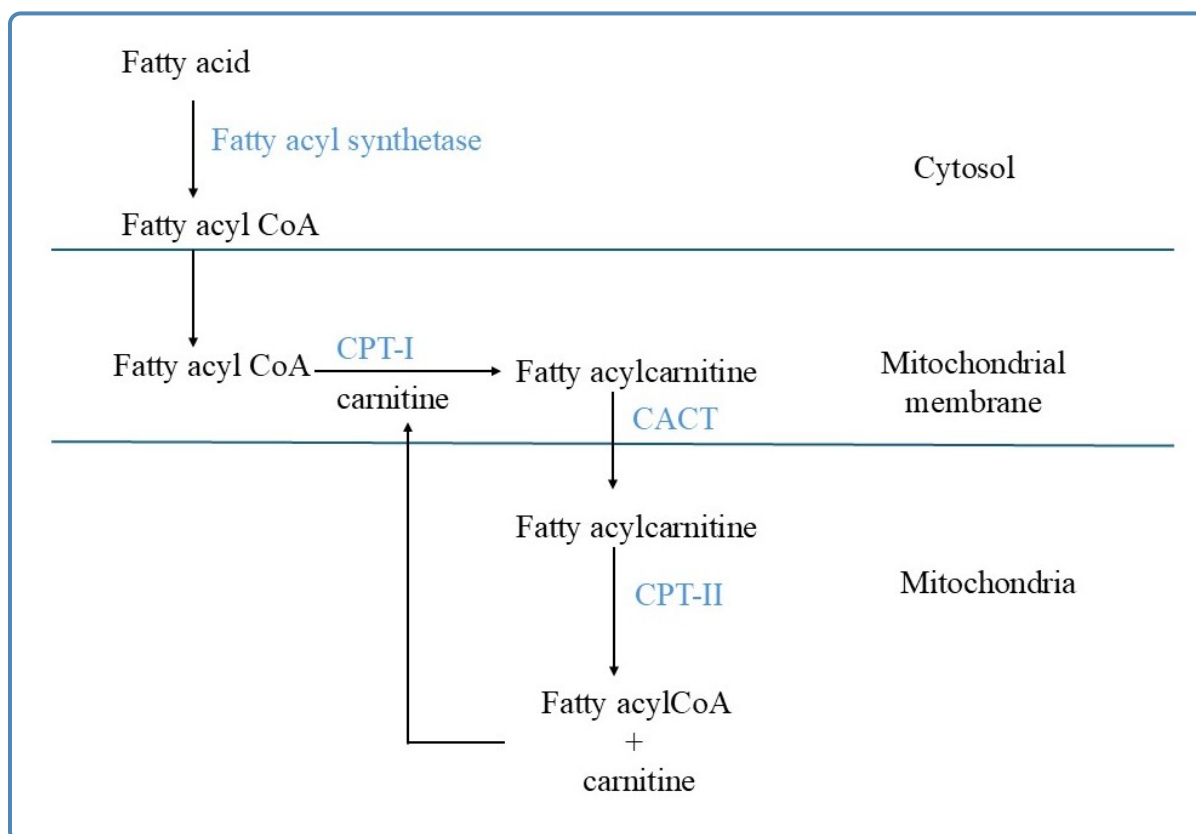 Fatty acid
Fatty acyl synthetase
Cytosol
Fatty acyl CoA
Fatty acyl CoA
CPT-I
carnitine
Fatty acylcarnitine
Mitochondrial
membrane
CACT
Fatty acylcarnitine
CPT-II
Mitochondria
Fatty acylCoA
+
carnitine